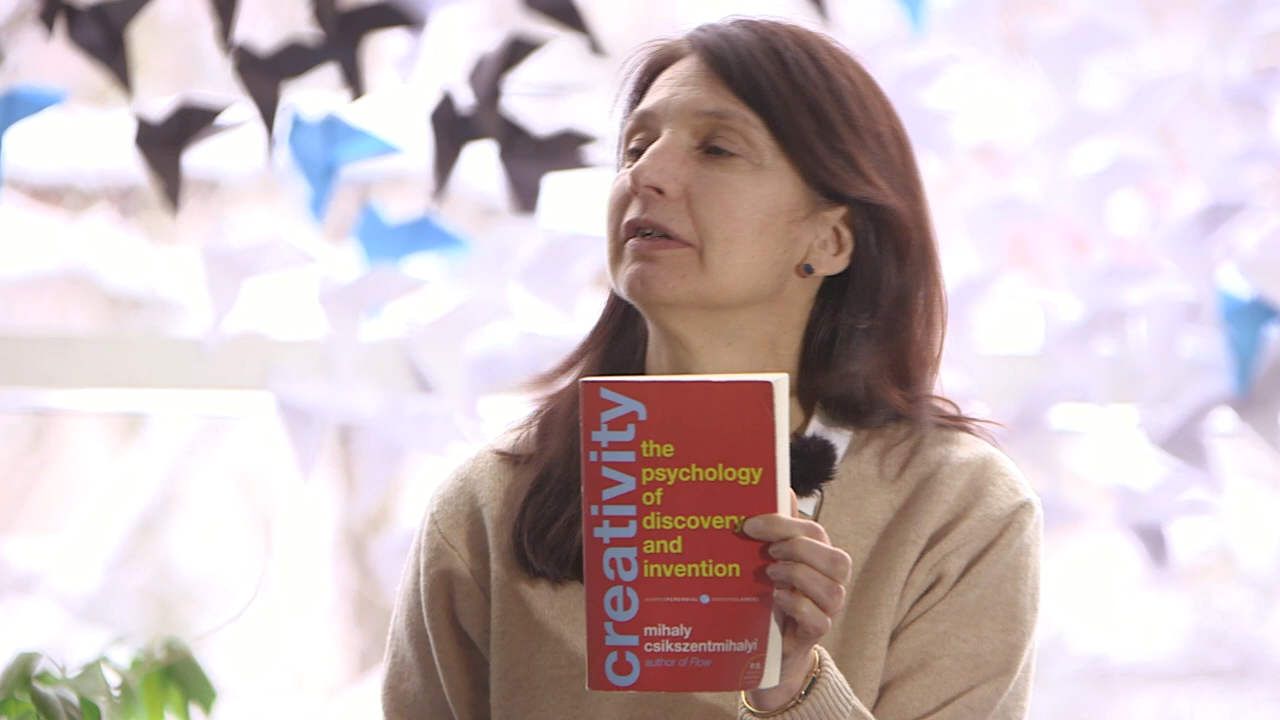 creativity
the
psychology
of
discovery
and
invention
mihaly
csikszentmihalyi
author of Flow
P.S.